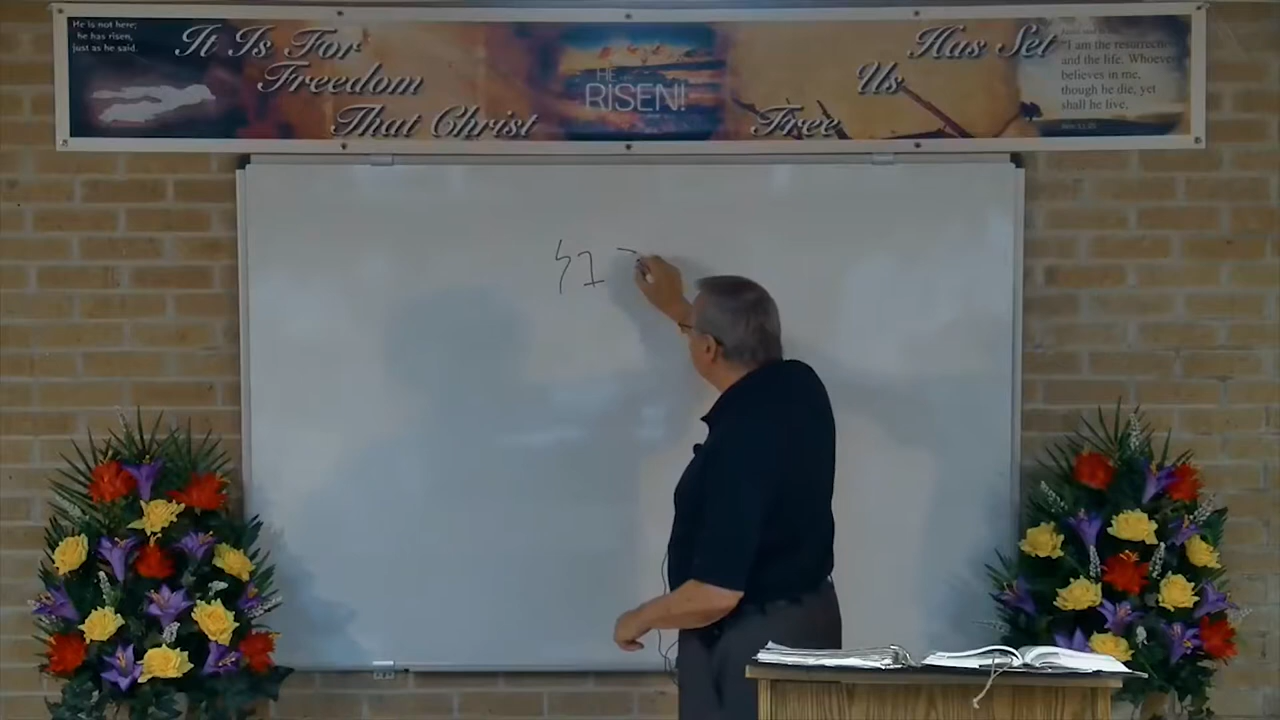 He is not here;
he has risen,
just as he said.
It Is For
Freedom
That Christ
HE
RISEN!
Has Set
Us
Free
"I am the
and the life. Whoever
believes in me,
though he die, yet
shall he live,